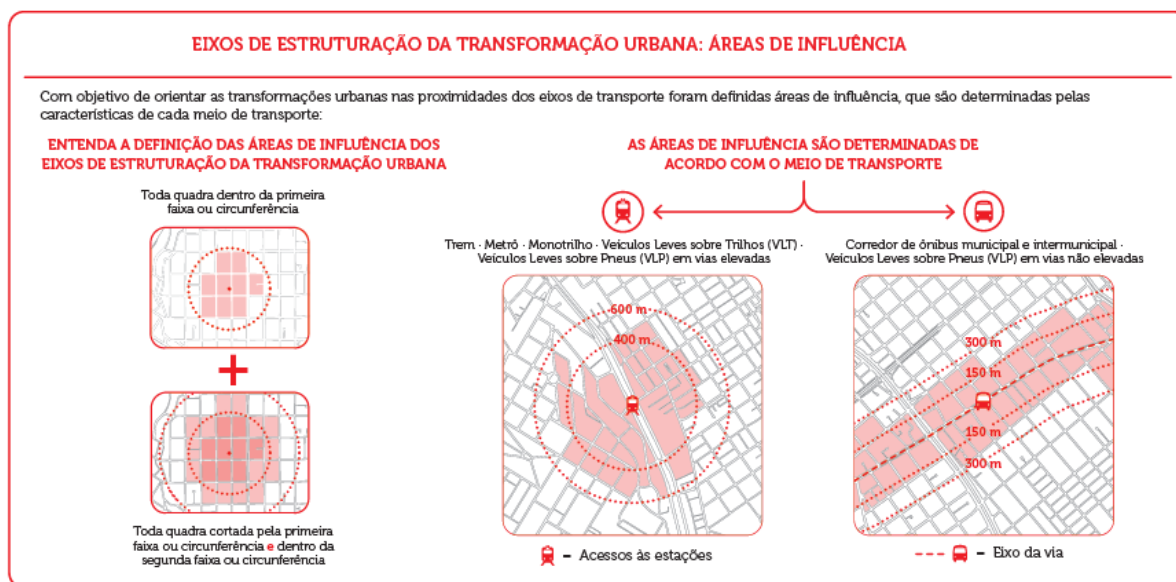 EIXOS DE ESTRUTURAÇÃO DA TRANSFORMAÇÃO URBANA: ÁREAS DE INFLUÊNCIA
Com objetivo de orientar as transformações urbanas nas proximidades dos eixos de transporte foram definidas áreas de influência, que são determinadas pelas
características de cada meio de transporte:
ENTENDA A DEFINIÇÃO DAS ÁREAS DE INFLUÊNCIA DOS
EIXOS DE ESTRUTURAÇÃO DA TRANSFORMAÇÃO URBANA
Toda quadra dentro da primeira
faixa ou circunferência
+
Toda quadra cortada pela primeira
faixa ou circunferência e dentro da
segunda faixa ou circunferência
AS ÁREAS DE INFLUÊNCIA SÃO DETERMINADAS DE
ACORDO COM O MEIO DE TRANSPORTE
Trem · Metrô · Monotrilho · Veículos Leves sobre Trilhos (VLT) ·
Veículos Leves sobre Pneus (VLP) em vias elevadas
600 m
400 m
– Acessos às estações
Corredor de ônibus municipal e intermunicipal ·
Veículos Leves sobre Pneus (VLP) em vias não elevadas
300 m
150 m
150 m
300 m
– Eixo da via